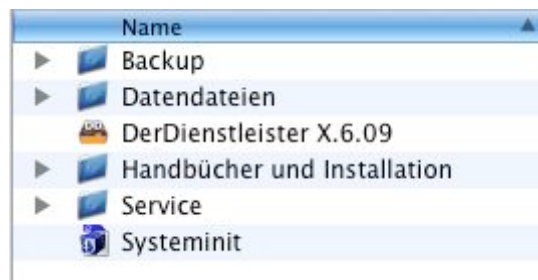 Name
Backup
Datendateien
DerDienstleister X.6.09
Handbücher und Installation
Service
Systeminit